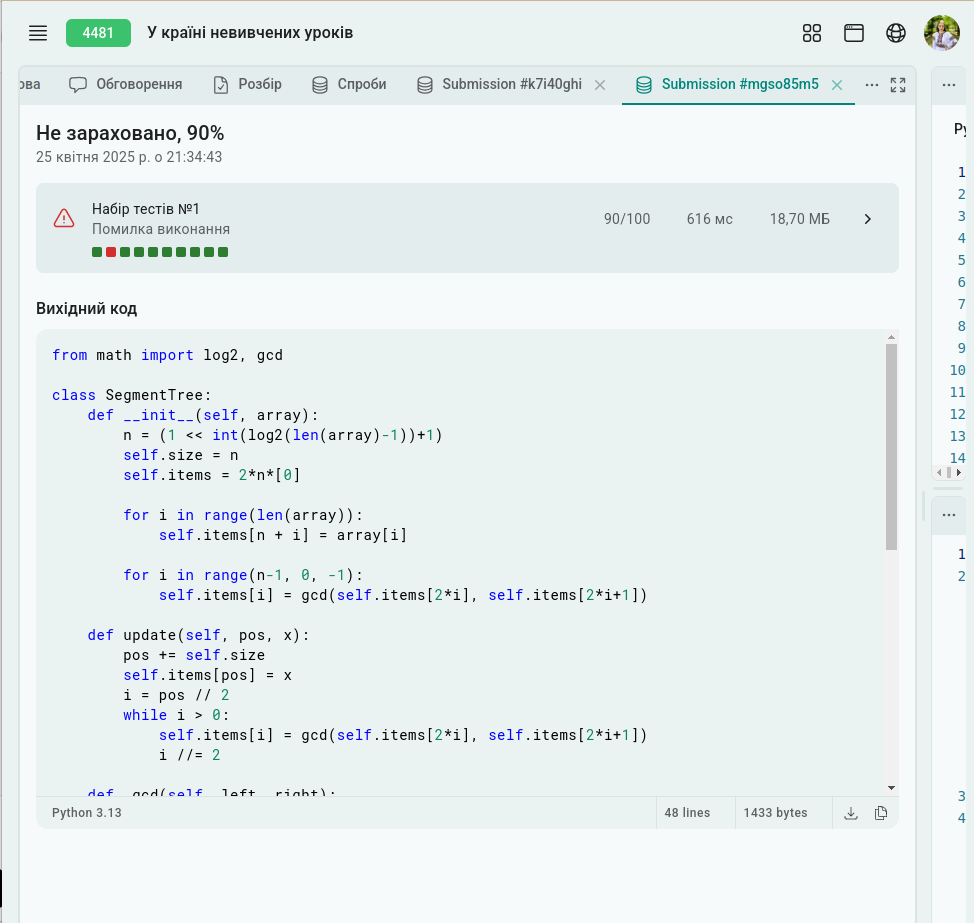 4481 У країні невивчених уроків
ова Обговорення Розбір Спроби Submission #k7i40ghi Submission #mgso85m5
Не зараховано, 90%
25 квітня 2025 р. о 21:34:43
Набір тестів №1
Помилка виконання
90/100 616 мс 18,70 МБ
Вихідний код
from math import log2, gcd
class SegmentTree:
    def __init__(self, array):
        n = (1 << int(log2(len(array)-1))+1)
        self.size = n
        self.items = 2*n*[0]
        for i in range(len(array)):
            self.items[n + i] = array[i]
        for i in range(n-1, 0, -1):
            self.items[i] = gcd(self.items[2*i], self.items[2*i+1])
    def update(self, pos, x):
        pos += self.size
        self.items[pos] = x
        i = pos // 2
        while i > 0:
            self.items[i] = gcd(self.items[2*i], self.items[2*i+1])
            i //= 2
    def _gcd(self, left, right):
Python 3.13 48 lines 1433 bytes
Py
1
2
3
4
5
6
7
8
9
10
11
12
13
14
1
2
3
4